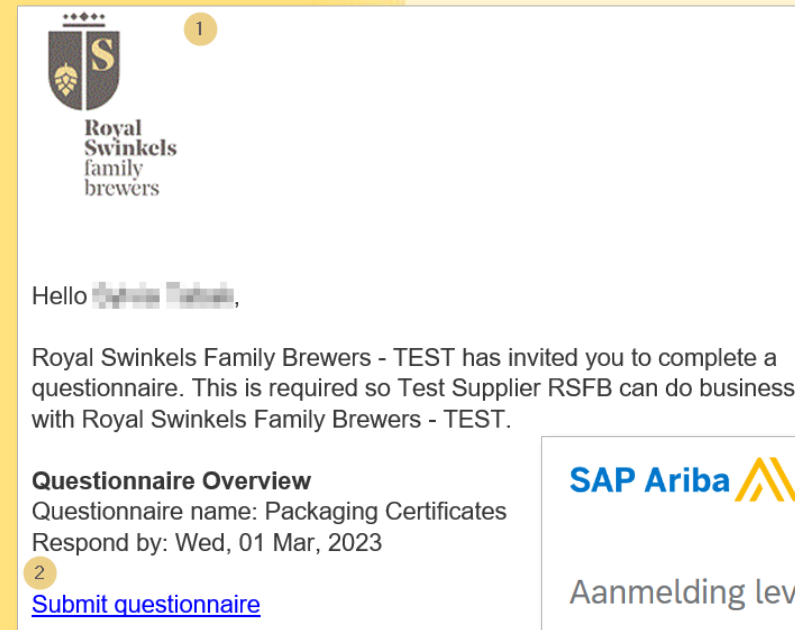 1
S
Royal
Swinkels
family
brewers
Hello ,
Royal Swinkels Family Brewers - TEST has invited you to complete a
questionnaire. This is required so Test Supplier RSFB can do business
with Royal Swinkels Family Brewers - TEST.
Questionnaire Overview
Questionnaire name: Packaging Certificates
Respond by: Wed, 01 Mar, 2023
2
Submit questionnaire
SAP Ariba
Aanmelding lev